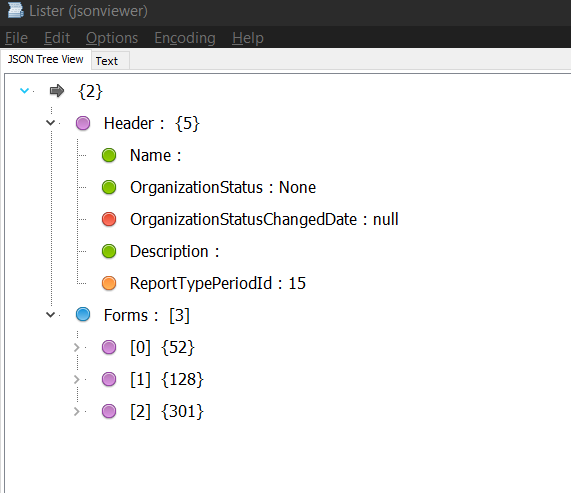 Lister (jsonviewer)
File Edit Options Encoding Help
JSON Tree View Text
{2}
Header : {5}
Name :
OrganizationStatus : None
OrganizationStatusChangedDate : null
Description :
ReportTypePeriodId : 15
Forms : [3]
[0] {52}
[1] {128}
[2] {301}